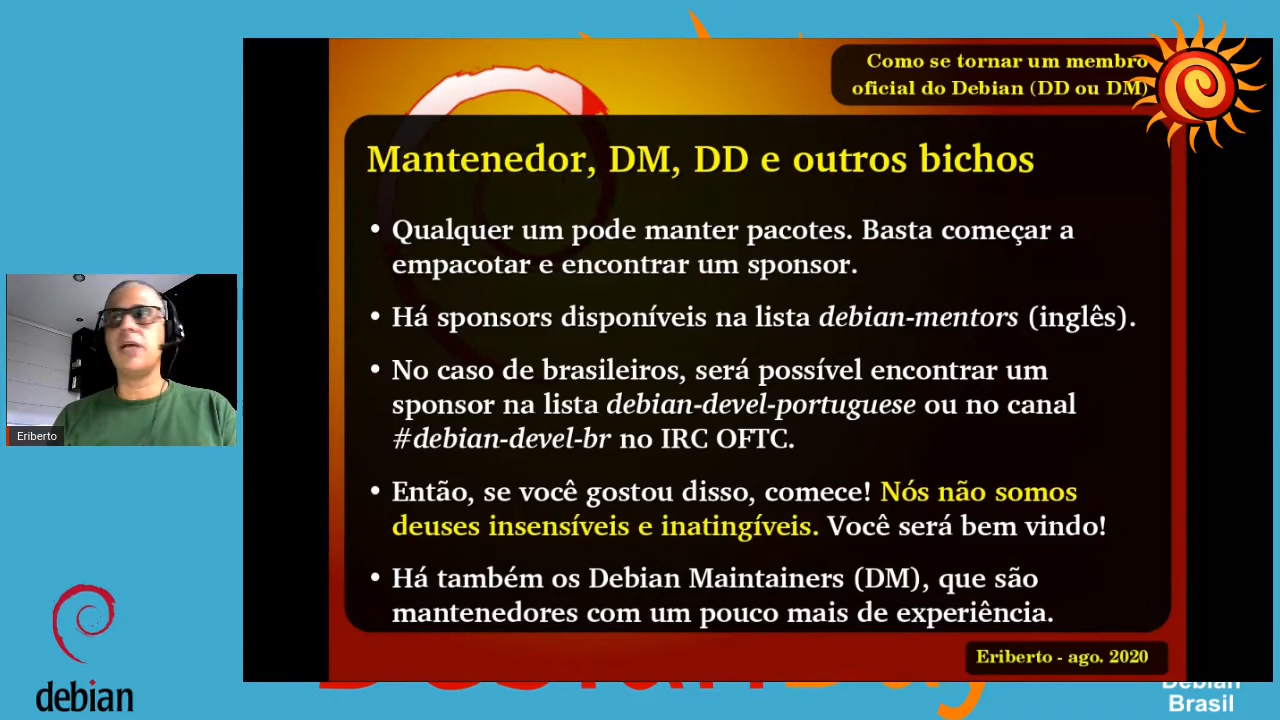 Como se tornar um membro
oficial do Debian (DD ou DM)
Mantenedor, DM, DD e outros bichos
• Qualquer um pode manter pacotes. Basta começar a
empacotar e encontrar um sponsor.
• Há sponsors disponíveis na lista debian-mentors (inglês).
• No caso de brasileiros, será possível encontrar um
sponsor na lista debian-devel-portuguese ou no canal
#debian-devel-br no IRC OFTC.
• Então, se você gostou disso, comece! Nós não somos
deuses insensíveis e inatingíveis. Você será bem vindo!
• Há também os Debian Maintainers (DM), que são
mantenedores com um pouco mais de experiência.
Eriberto - ago. 2020
Eriberto
debian
Debian
Brasil